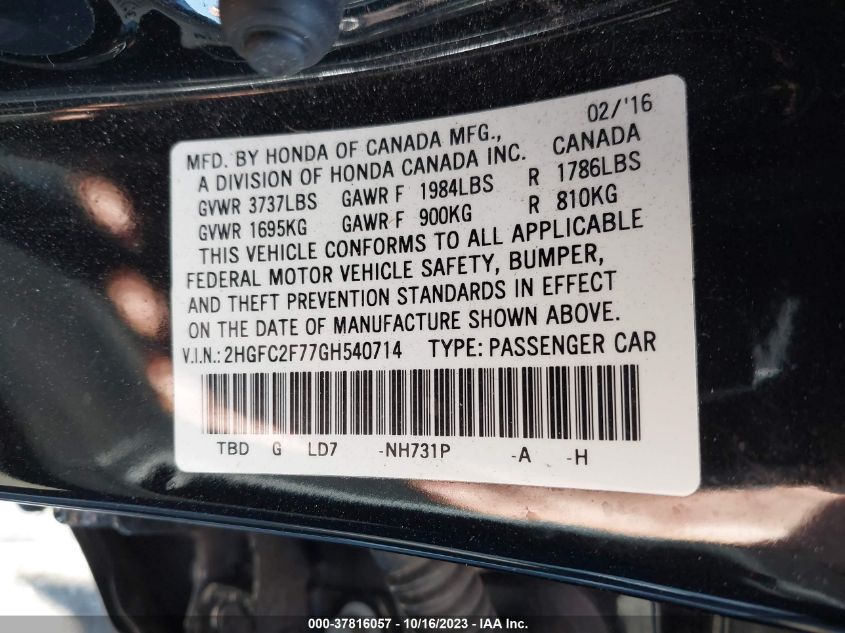 02/'16
MFD. BY HONDA OF CANADA MFG., CANADA
A DIVISION OF HONDA CANADA INC.
GVWR 3737LBS GAWR F 1984LBS R 1786LBS
GVWR 1695KG GAWR F 900KG R 810KG
THIS VEHICLE CONFORMS TO ALL APPLICABLE
FEDERAL MOTOR VEHICLE SAFETY, BUMPER,
AND THEFT PREVENTION STANDARDS IN EFFECT
ON THE DATE OF MANUFACTURE SHOWN ABOVE.
V.I.N.: 2HGFC2F77GH540714 TYPE: PASSENGER CAR
TBD G LD7 -NH731P -A -H
000-37816057 - 10/16/2023 - IAA Inc.